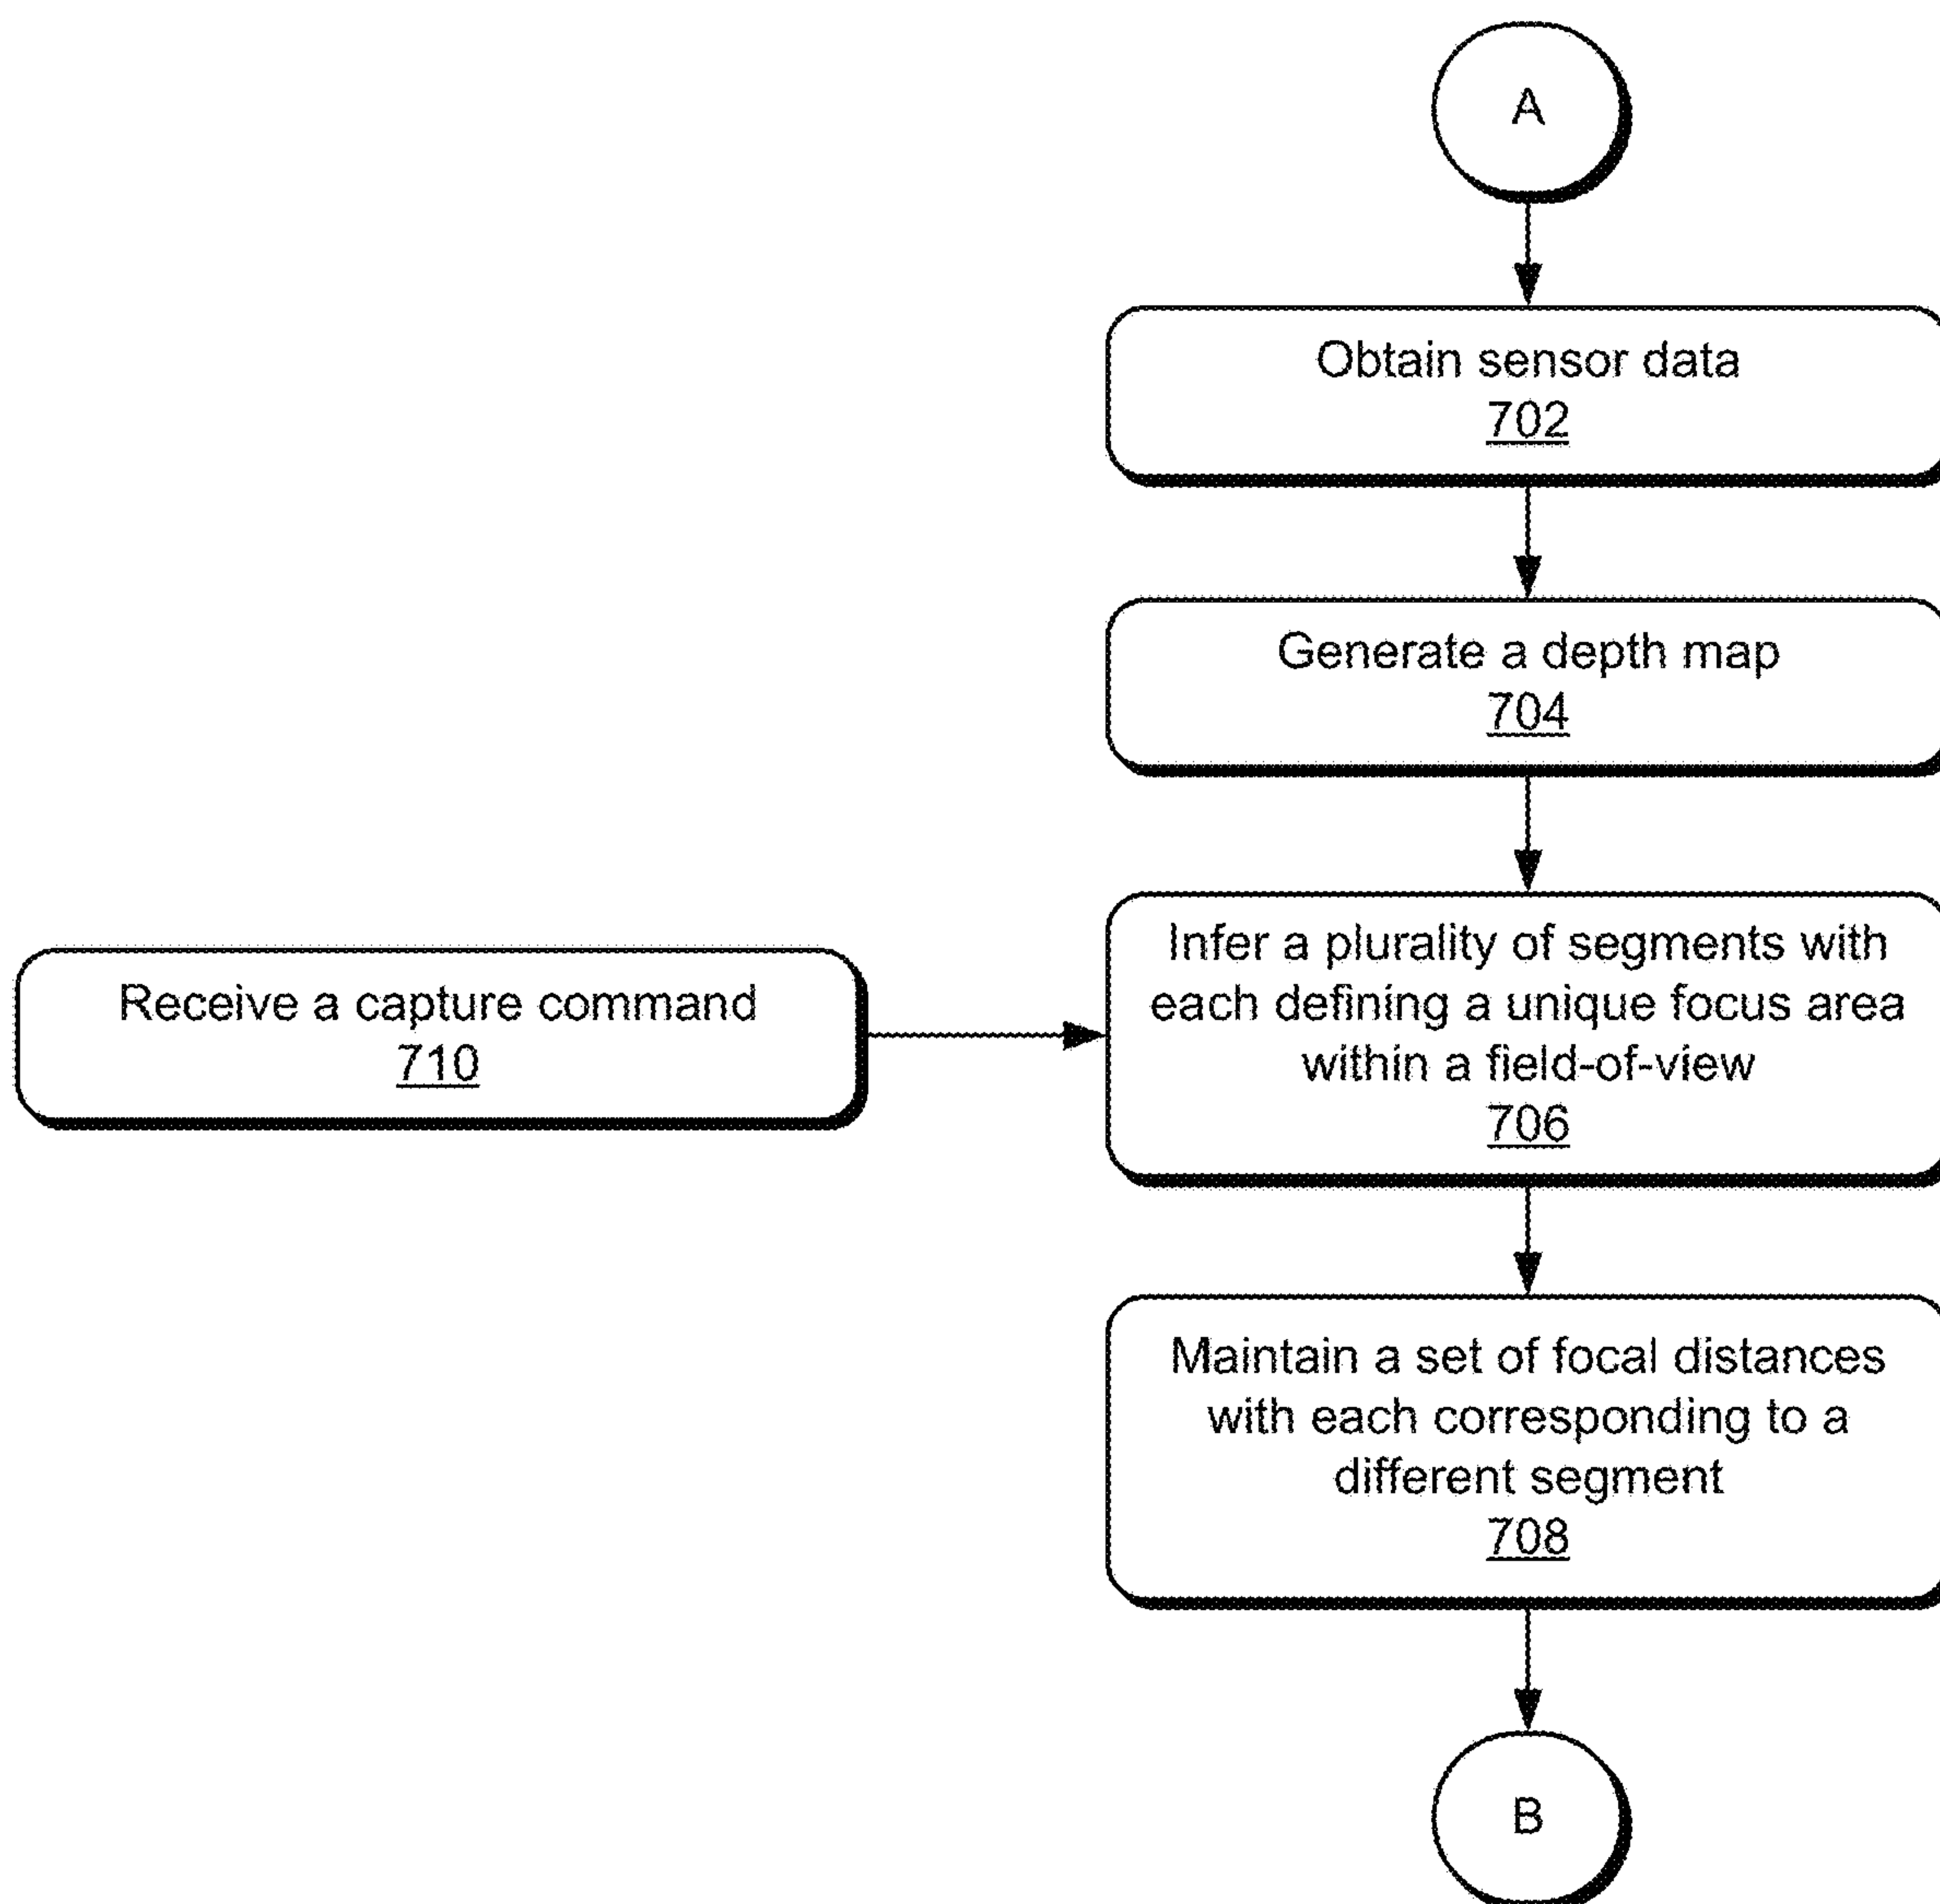 A
Obtain sensor data
702
Generate a depth map
704
Receive a capture command
710
Infer a plurality of segments with
each defining a unique focus area
within a field-of-view
706
Maintain a set of focal distances
with each corresponding to a
different segment
708
B